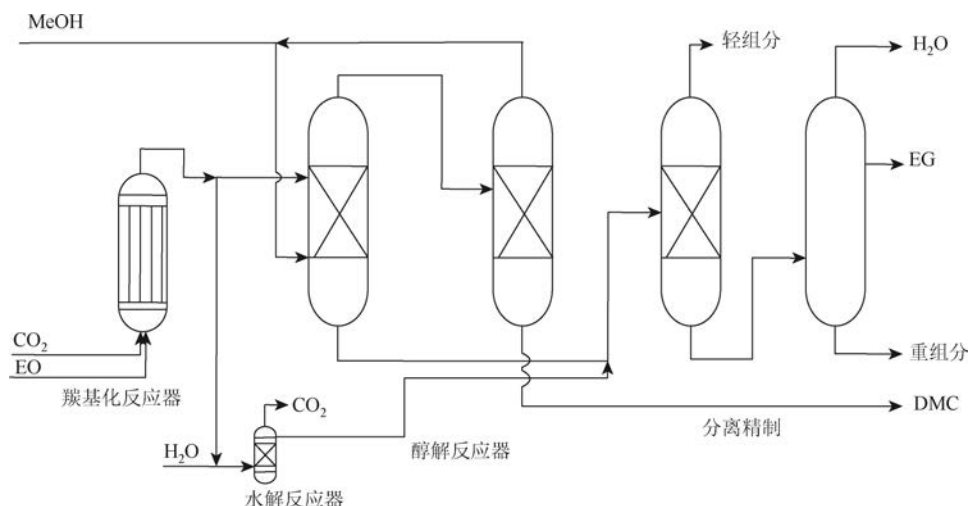 MeOH
轻组分
H₂O
EG
CO₂
EO
羰基化反应器
重组分
CO₂
DMC
分离精制
醇解反应器
H₂O
水解反应器